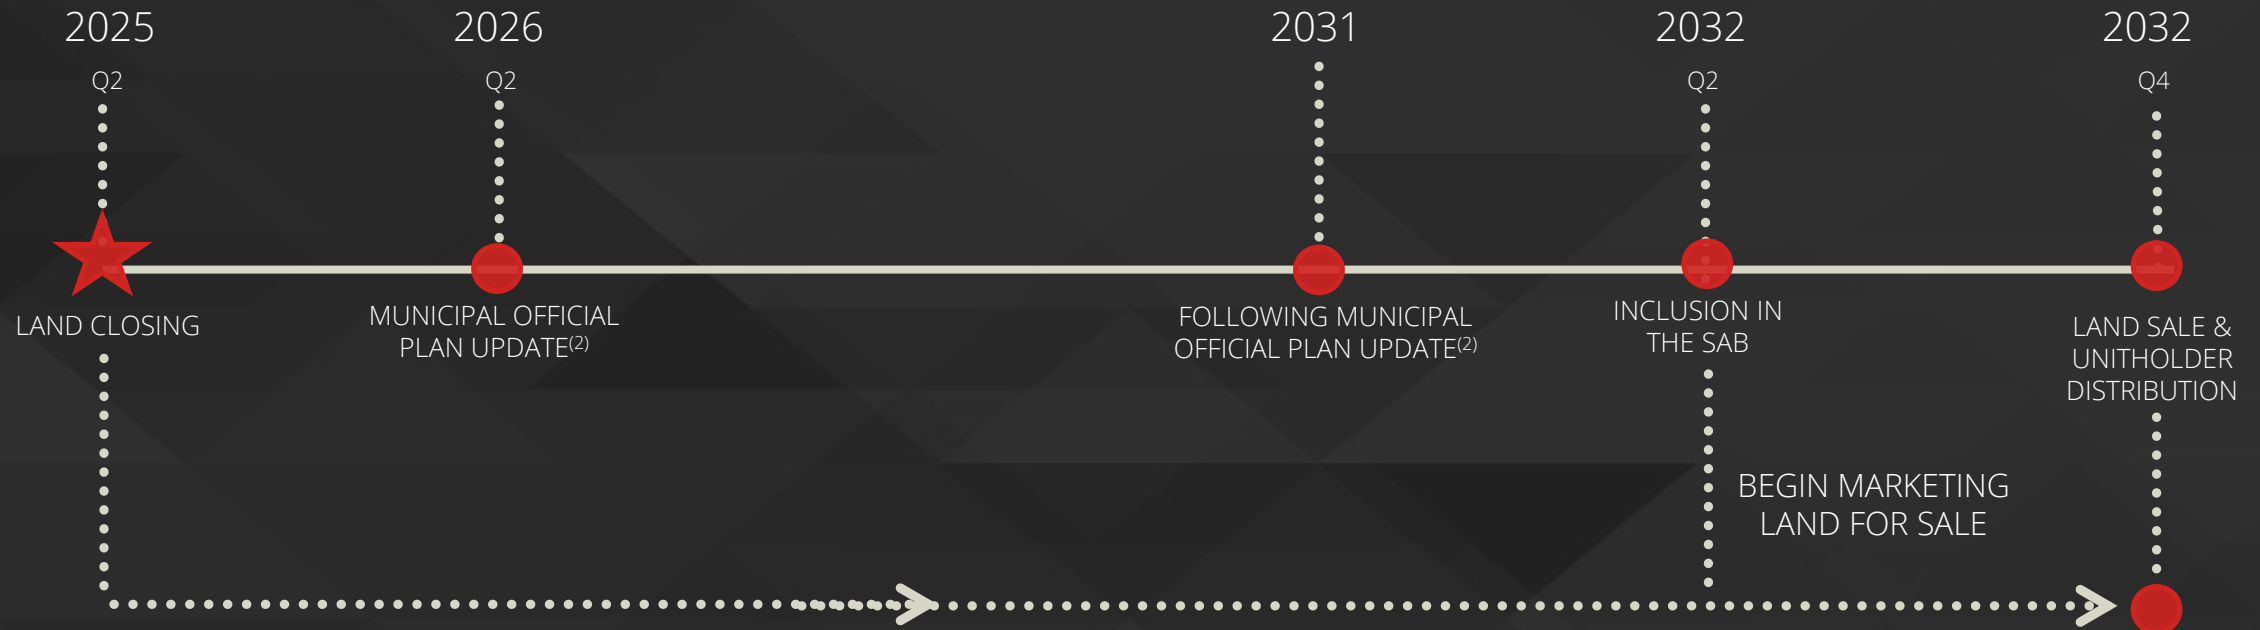 2025
Q2
LAND CLOSING
2026
Q2
MUNICIPAL OFFICIAL
PLAN UPDATE(2)
2031
FOLLOWING MUNICIPAL
OFFICIAL PLAN UPDATE(2)
2032
Q2
INCLUSION IN
THE SAB
BEGIN MARKETING
LAND FOR SALE
2032
Q4
LAND SALE &
UNITHOLDER
DISTRIBUTION